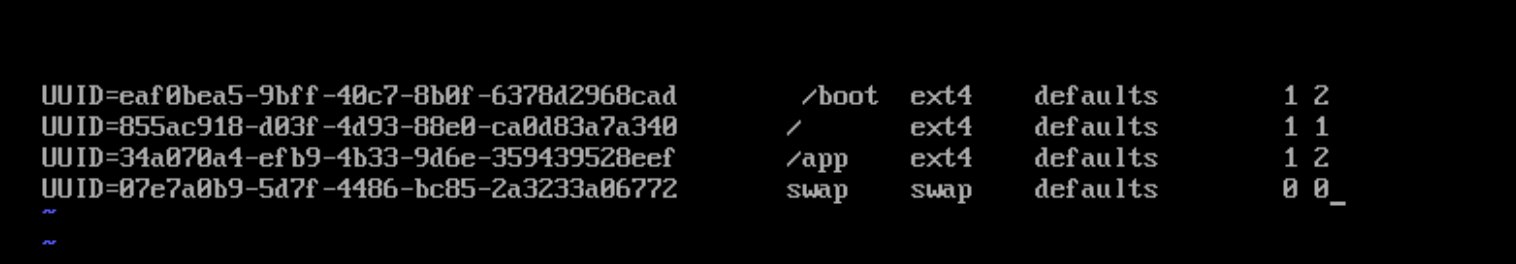 UUID=eaf0bea5-9bff-40c7-8b0f-6378d2968cad /boot ext4 defaults 1 2
UUID=855ac918-d03f-4d93-88e0-ca0d83a7a340 / ext4 defaults 1 1
UUID=34a070a4-efb9-4b33-9d6e-359439528eef /app ext4 defaults 1 2
UUID=07e7a0b9-5d7f-4486-bc85-2a3233a06772 swap swap defaults 0 0_
~
~